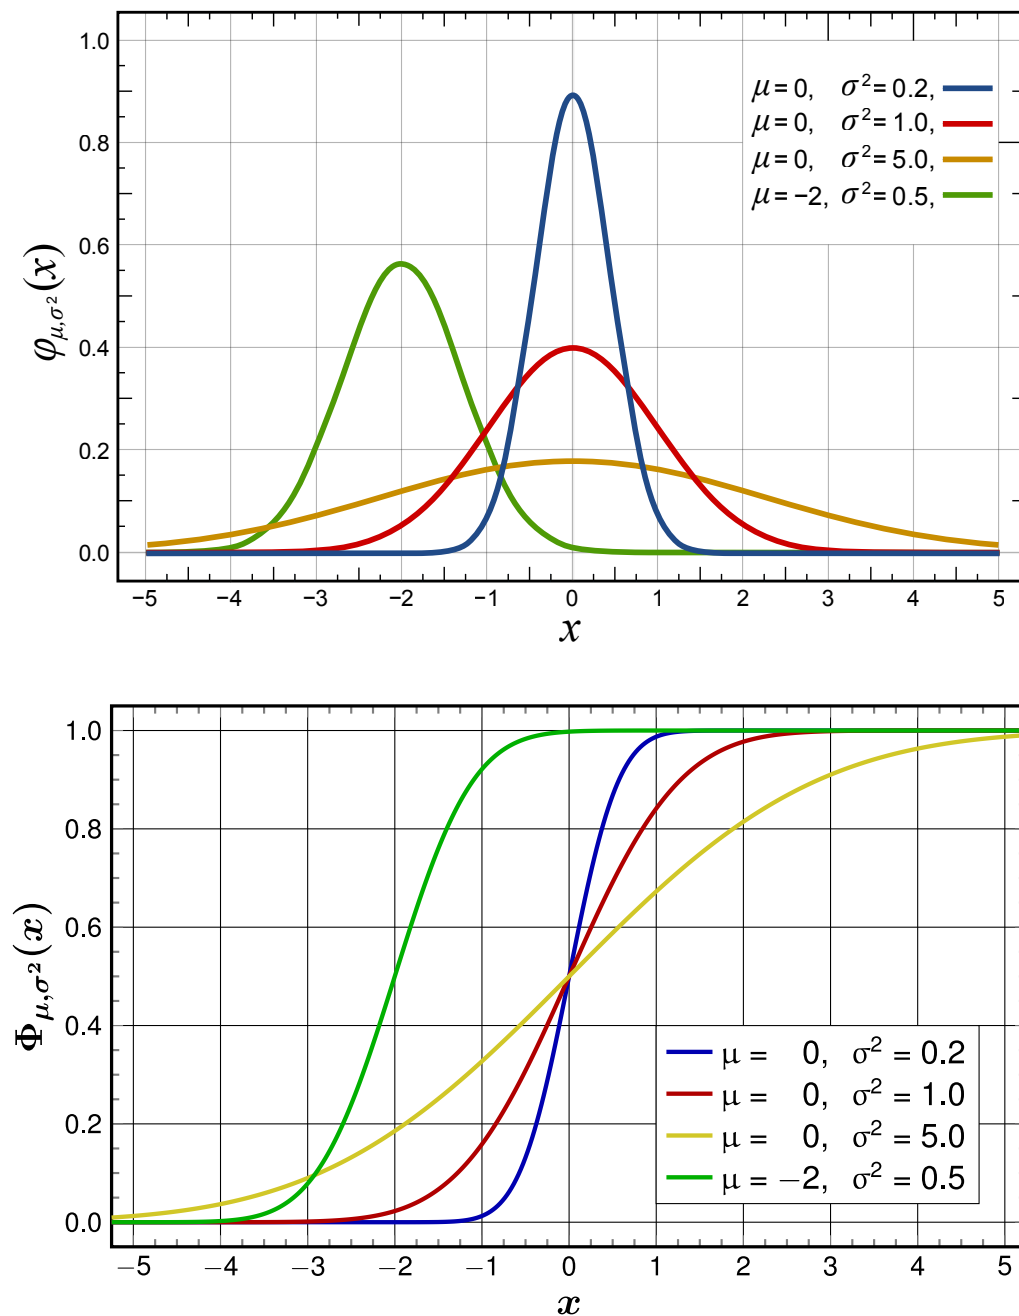 1.0
0.8
0.6
0.4
0.2
0.0
φμ,σ²(x)
μ=0, σ²=0.2,
μ=0, σ²=1.0,
μ=0, σ²=5.0,
μ=−2, σ²=0.5,
−5 −4 −3 −2 −1 0 1 2 3 4 5
x
1.0
0.8
0.6
0.4
0.2
0.0
Φμ,σ²(x)
μ = 0, σ² = 0.2
μ = 0, σ² = 1.0
μ = 0, σ² = 5.0
μ = −2, σ² = 0.5
−5 −4 −3 −2 −1 0 1 2 3 4 5
x